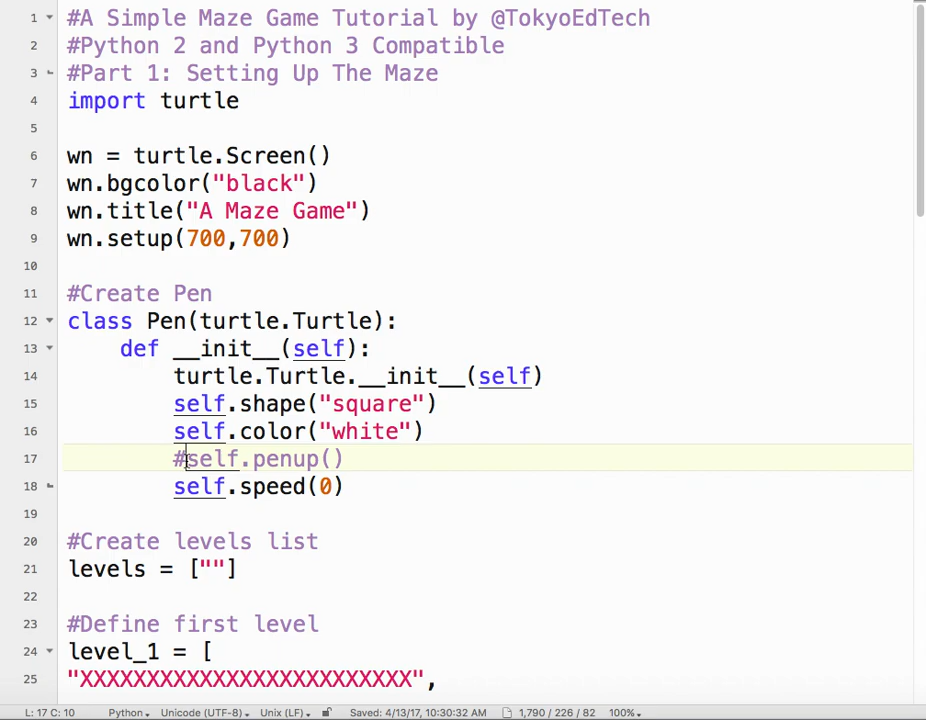 1 #A Simple Maze Game Tutorial by @TokyoEdTech
2 #Python 2 and Python 3 Compatible
3 #Part 1: Setting Up The Maze
4 import turtle
5
6 wn = turtle.Screen()
7 wn.bgcolor("black")
8 wn.title("A Maze Game")
9 wn.setup(700,700)
10
11 #Create Pen
12 class Pen(turtle.Turtle):
13     def __init__(self):
14         turtle.Turtle.__init__(self)
15         self.shape("square")
16         self.color("white")
17         #self.penup()
18         self.speed(0)
19
20 #Create levels list
21 levels = [""]
22
23 #Define first level
24 level_1 = [
25 "XXXXXXXXXXXXXXXXXXXXXXXXX",
L: 17 C: 10 Python Unicode (UTF-8) Unix (LF) Saved: 4/13/17, 10:30:32 AM 1,790 / 226 / 82 100%